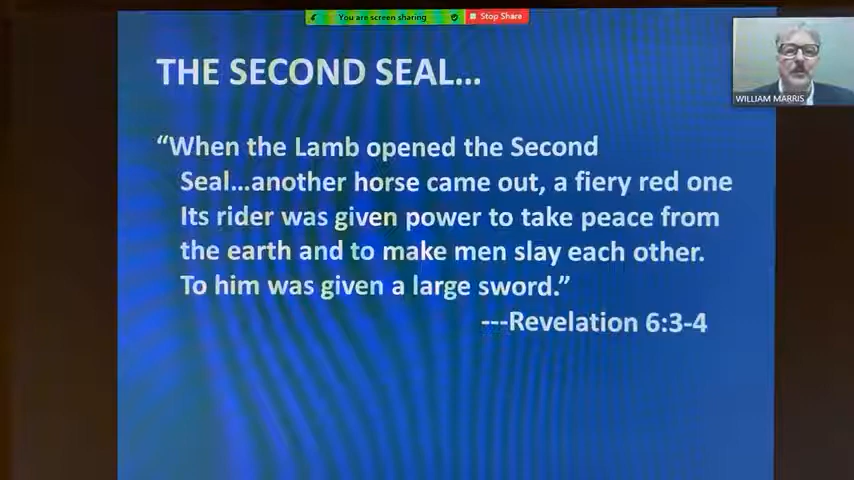 You are screen sharing
Stop Share
THE SECOND SEAL...
WILLIAM MARRIS
“When the Lamb opened the Second
Seal...another horse came out, a fiery red one
Its rider was given power to take peace from
the earth and to make men slay each other.
To him was given a large sword.”
---Revelation 6:3-4